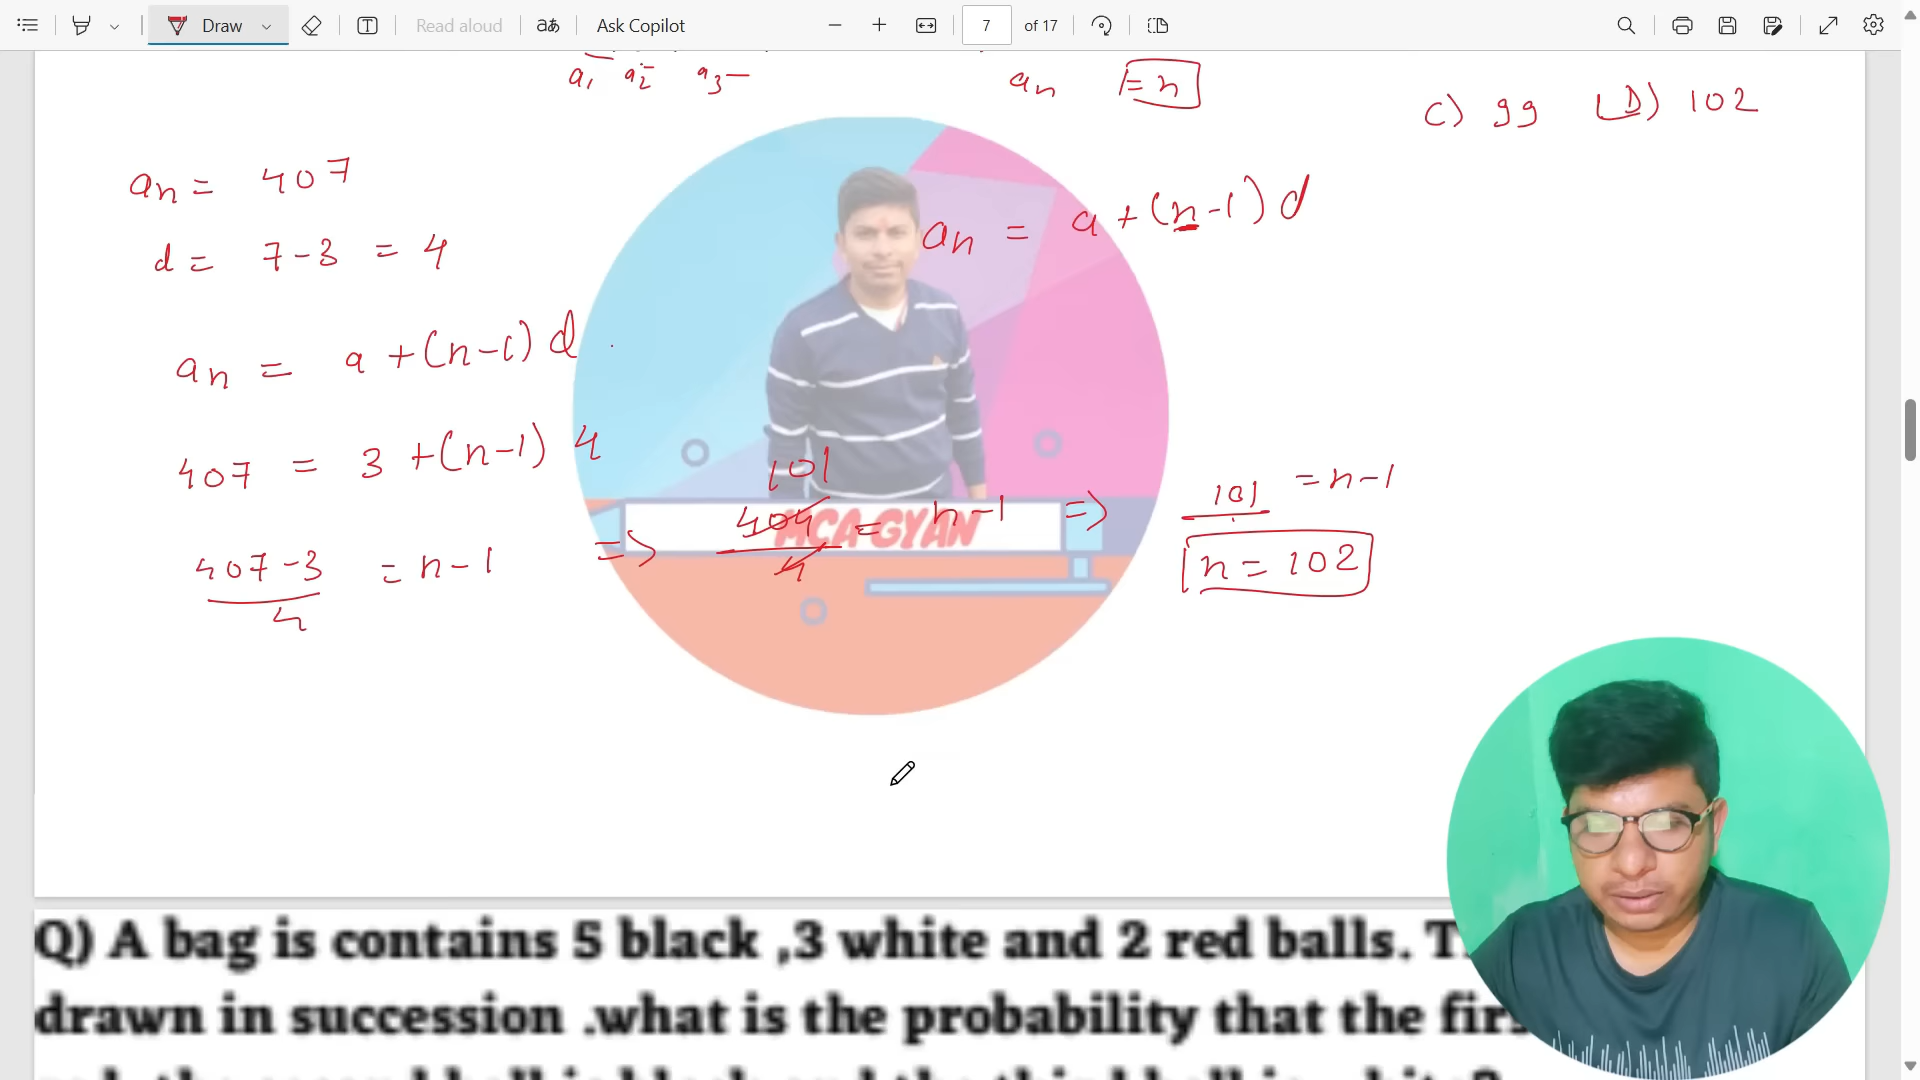 Draw
Read aloud
aあ
Ask Copilot
7
of 17
a1 a2 a3 an = n
C) 99 (D) 102
an = 407
an = a + (n-1) d
d = 7-3 = 4
an = a + (n-1) d
407 = 3 + (n-1) 4
101
101 = n-1
404 = n-1 =>
4
MCA GYAN
407-3 = n-1 =>
4
n = 102
Q) A bag is contains 5 black ,3 white and 2 red balls.
drawn in succession .what is the probability that the